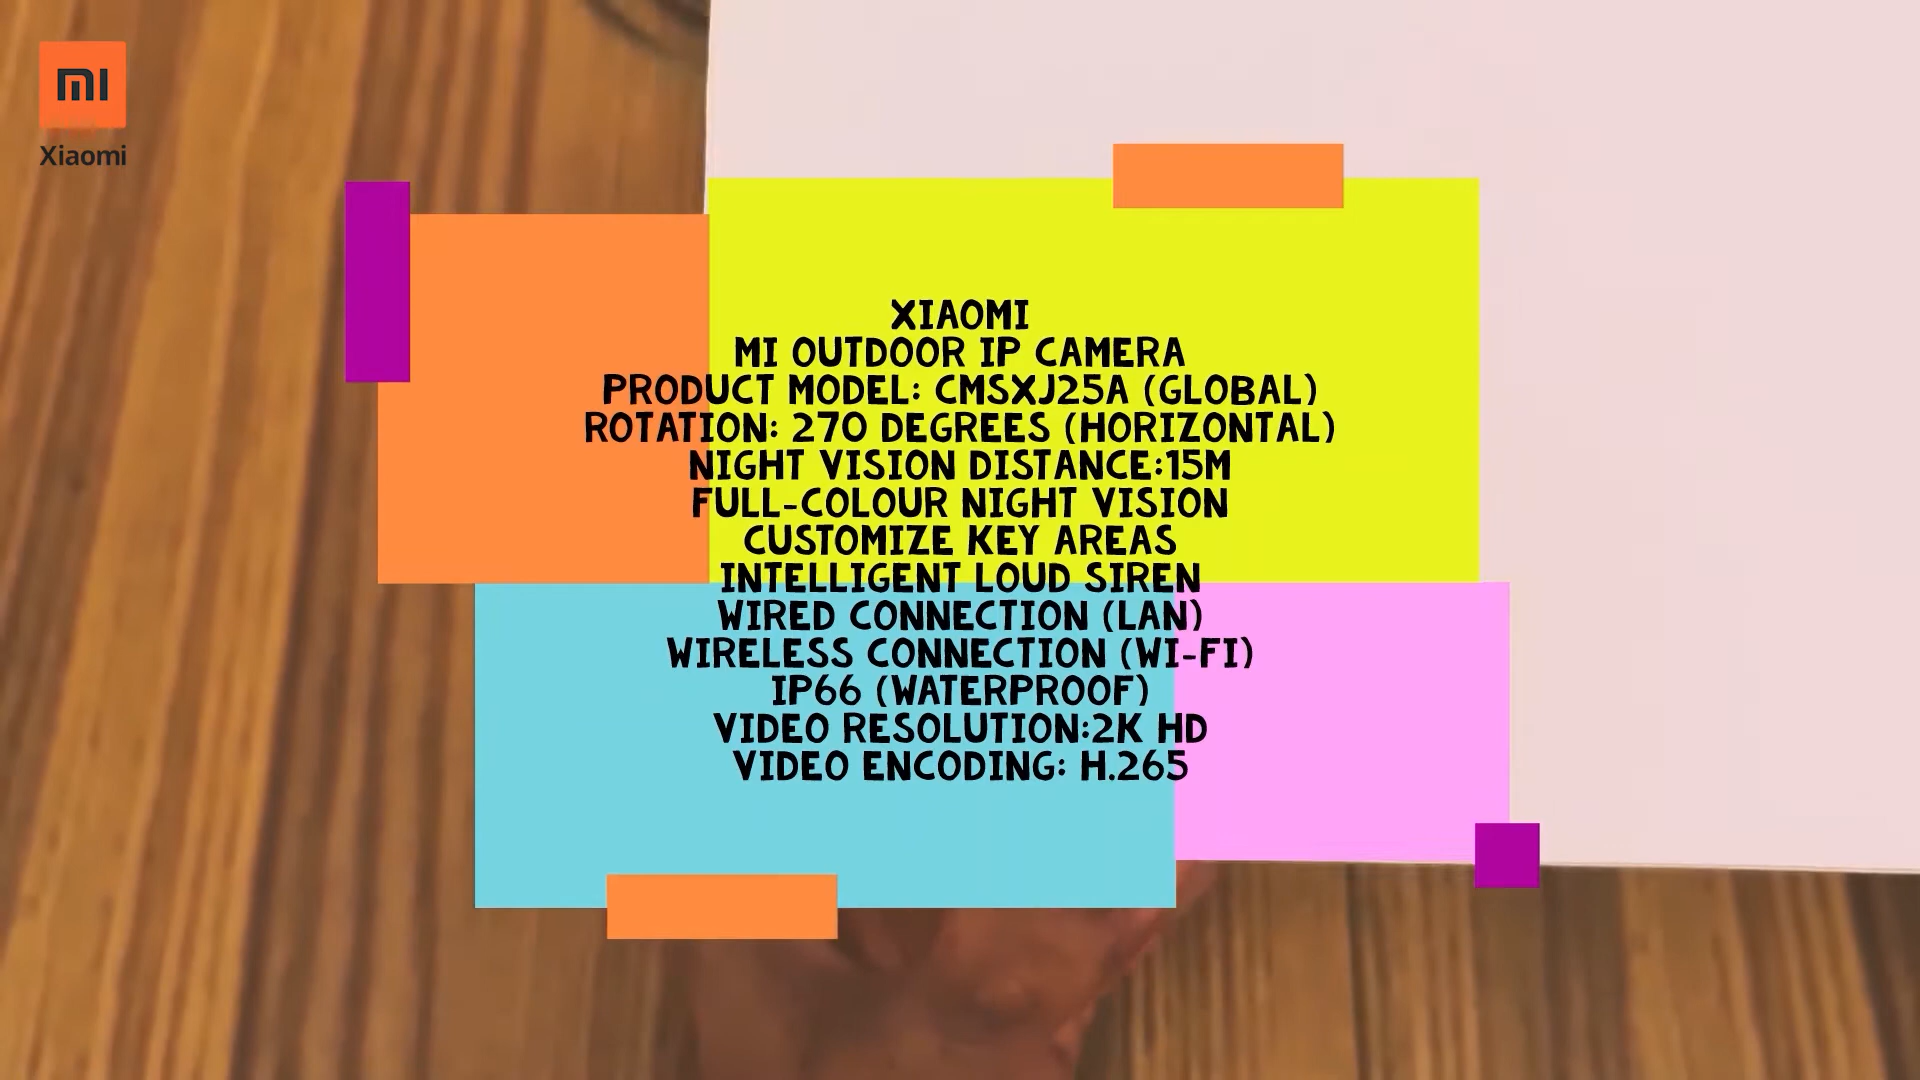 mi
Xiaomi
XIAOMI
MI OUTDOOR IP CAMERA
PRODUCT MODEL: CMSXJ25A (GLOBAL)
ROTATION: 270 DEGREES (HORIZONTAL)
NIGHT VISION DISTANCE:15M
FULL-COLOUR NIGHT VISION
CUSTOMIZE KEY AREAS
INTELLIGENT LOUD SIREN
WIRED CONNECTION (LAN)
WIRELESS CONNECTION (WI-FI)
IP66 (WATERPROOF)
VIDEO RESOLUTION:2K HD
VIDEO ENCODING: H.265